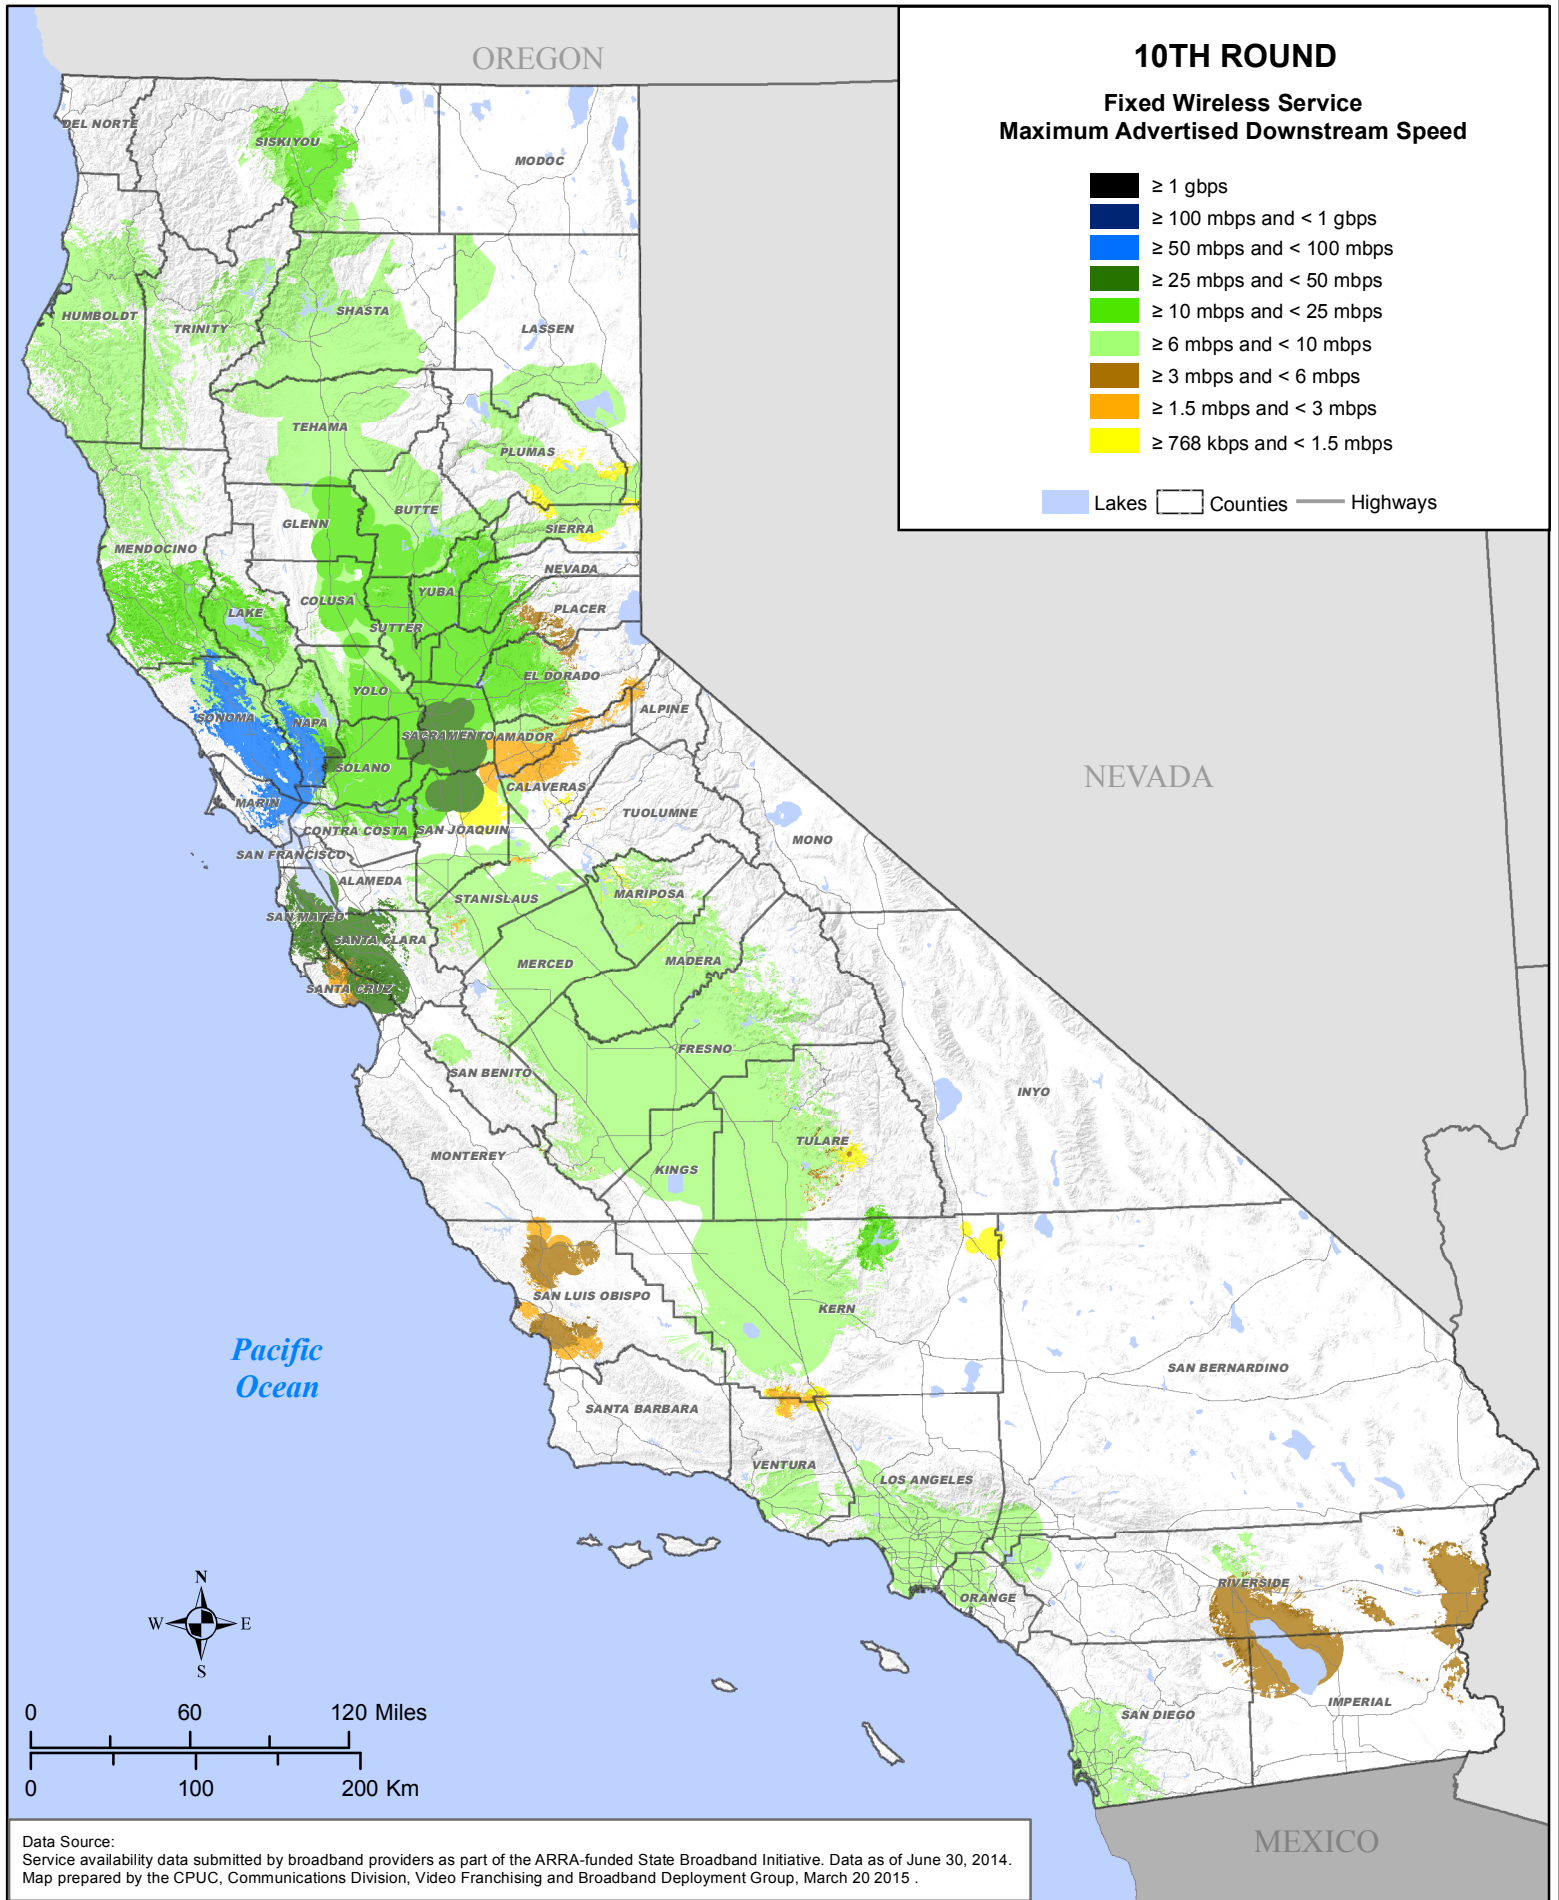 OREGON
10TH ROUND
Fixed Wireless Service
Maximum Advertised Downstream Speed
≥ 1 gbps
≥ 100 mbps and < 1 gbps
≥ 50 mbps and < 100 mbps
≥ 25 mbps and < 50 mbps
≥ 10 mbps and < 25 mbps
≥ 6 mbps and < 10 mbps
≥ 3 mbps and < 6 mbps
≥ 1.5 mbps and < 3 mbps
≥ 768 kbps and < 1.5 mbps
Lakes Counties Highways
DEL NORTE
SISKIYOU
MODOC
HUMBOLDT
TRINITY
SHASTA
LASSEN
TEHAMA
PLUMAS
GLENN
BUTTE
SIERRA
MENDOCINO
NEVADA
COLUSA
YUBA
LAKE
PLACER
SUTTER
EL DORADO
YOLO
ALPINE
SONOMA
NAPA
SACRAMENTO
AMADOR
SOLANO
NEVADA
CALAVERAS
MARIN
TUOLUMNE
CONTRA COSTA
SAN JOAQUIN
MONO
SAN FRANCISCO
ALAMEDA
STANISLAUS
MARIPOSA
SAN MATEO
SANTA CLARA
MERCED
MADERA
SANTA CRUZ
FRESNO
SAN BENITO
INYO
TULARE
MONTEREY
KINGS
SAN LUIS OBISPO
KERN
Pacific
Ocean
SAN BERNARDINO
SANTA BARBARA
VENTURA
LOS ANGELES
RIVERSIDE
ORANGE
IMPERIAL
SAN DIEGO
N
W E
S
0 60 120 Miles
0 100 200 Km
MEXICO
Data Source:
Service availability data submitted by broadband providers as part of the ARRA-funded State Broadband Initiative. Data as of June 30, 2014.
Map prepared by the CPUC, Communications Division, Video Franchising and Broadband Deployment Group, March 20 2015 .